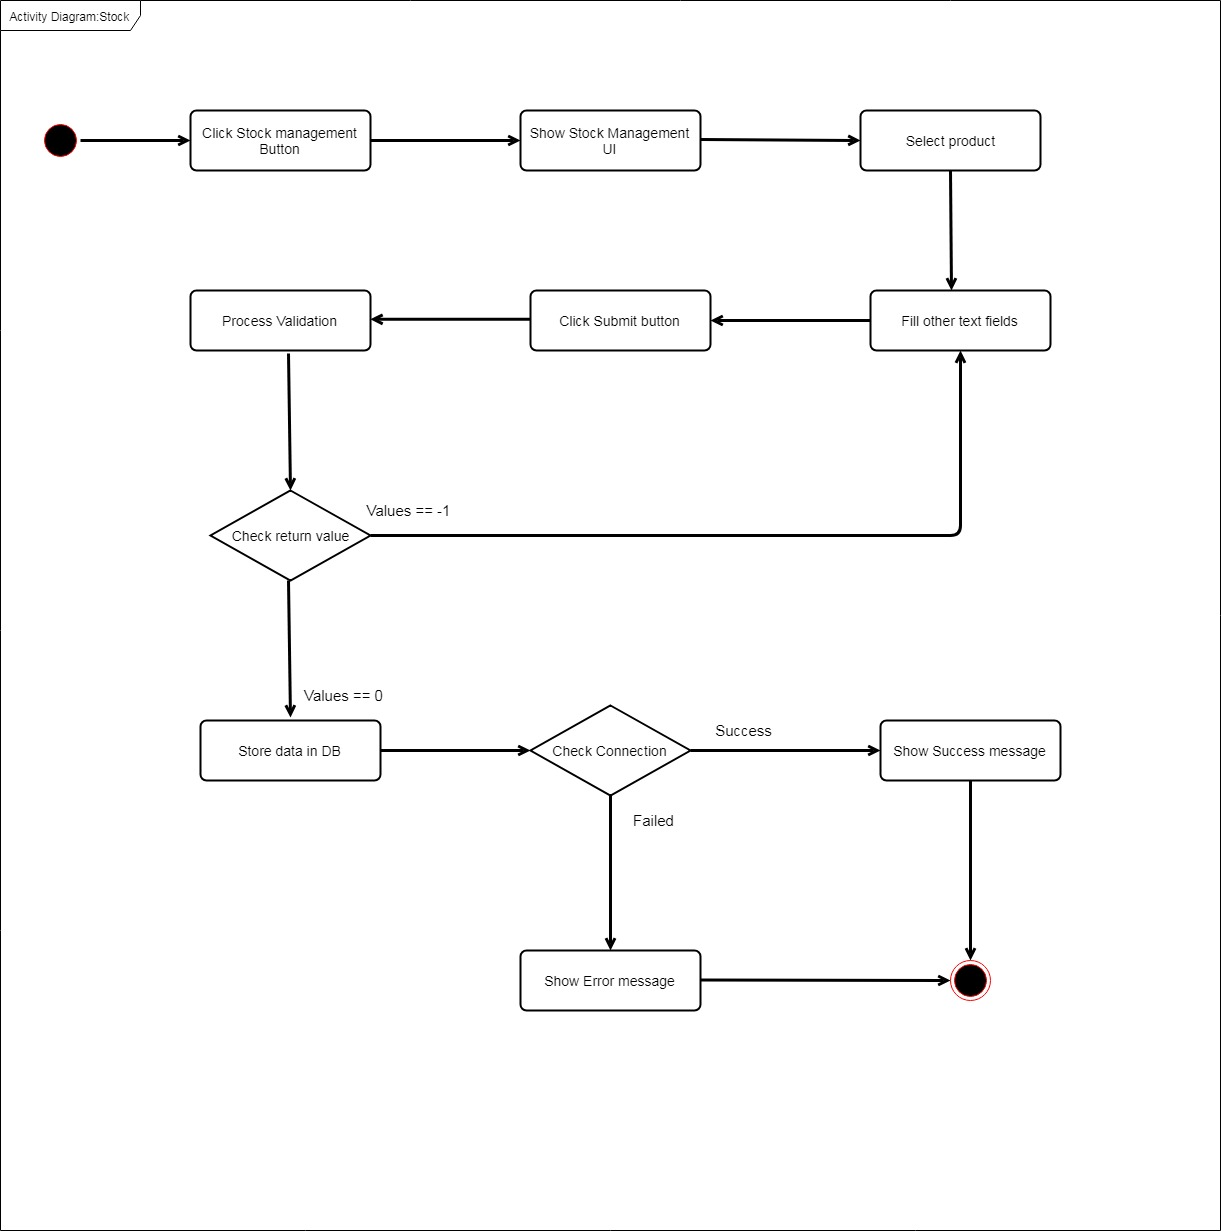 Activity Diagram:Stock
Click Stock management
Button
Show Stock Management
UI
Select product
Process Validation
Click Submit button
Fill other text fields
Values == -1
Check return value
Values == 0
Store data in DB
Check Connection
Success
Show Success message
Failed
Show Error message